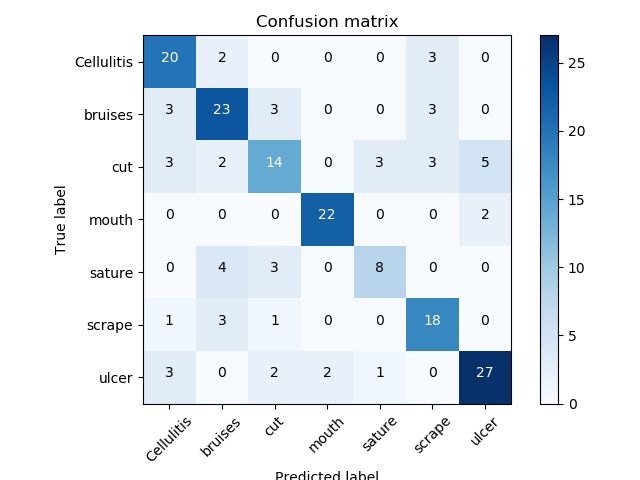 Confusion matrix
Cellulitis 20 2 0 0 0 3 0
bruises 3 23 3 0 0 3 0
cut 3 2 14 0 3 3 5
mouth 0 0 0 22 0 0 2
sature 0 4 3 0 8 0 0
scrape 1 3 1 0 0 18 0
ulcer 3 0 2 2 1 0 27
True label
Cellulitis bruises cut mouth sature scrape ulcer
Predicted label
25
20
15
10
5
0